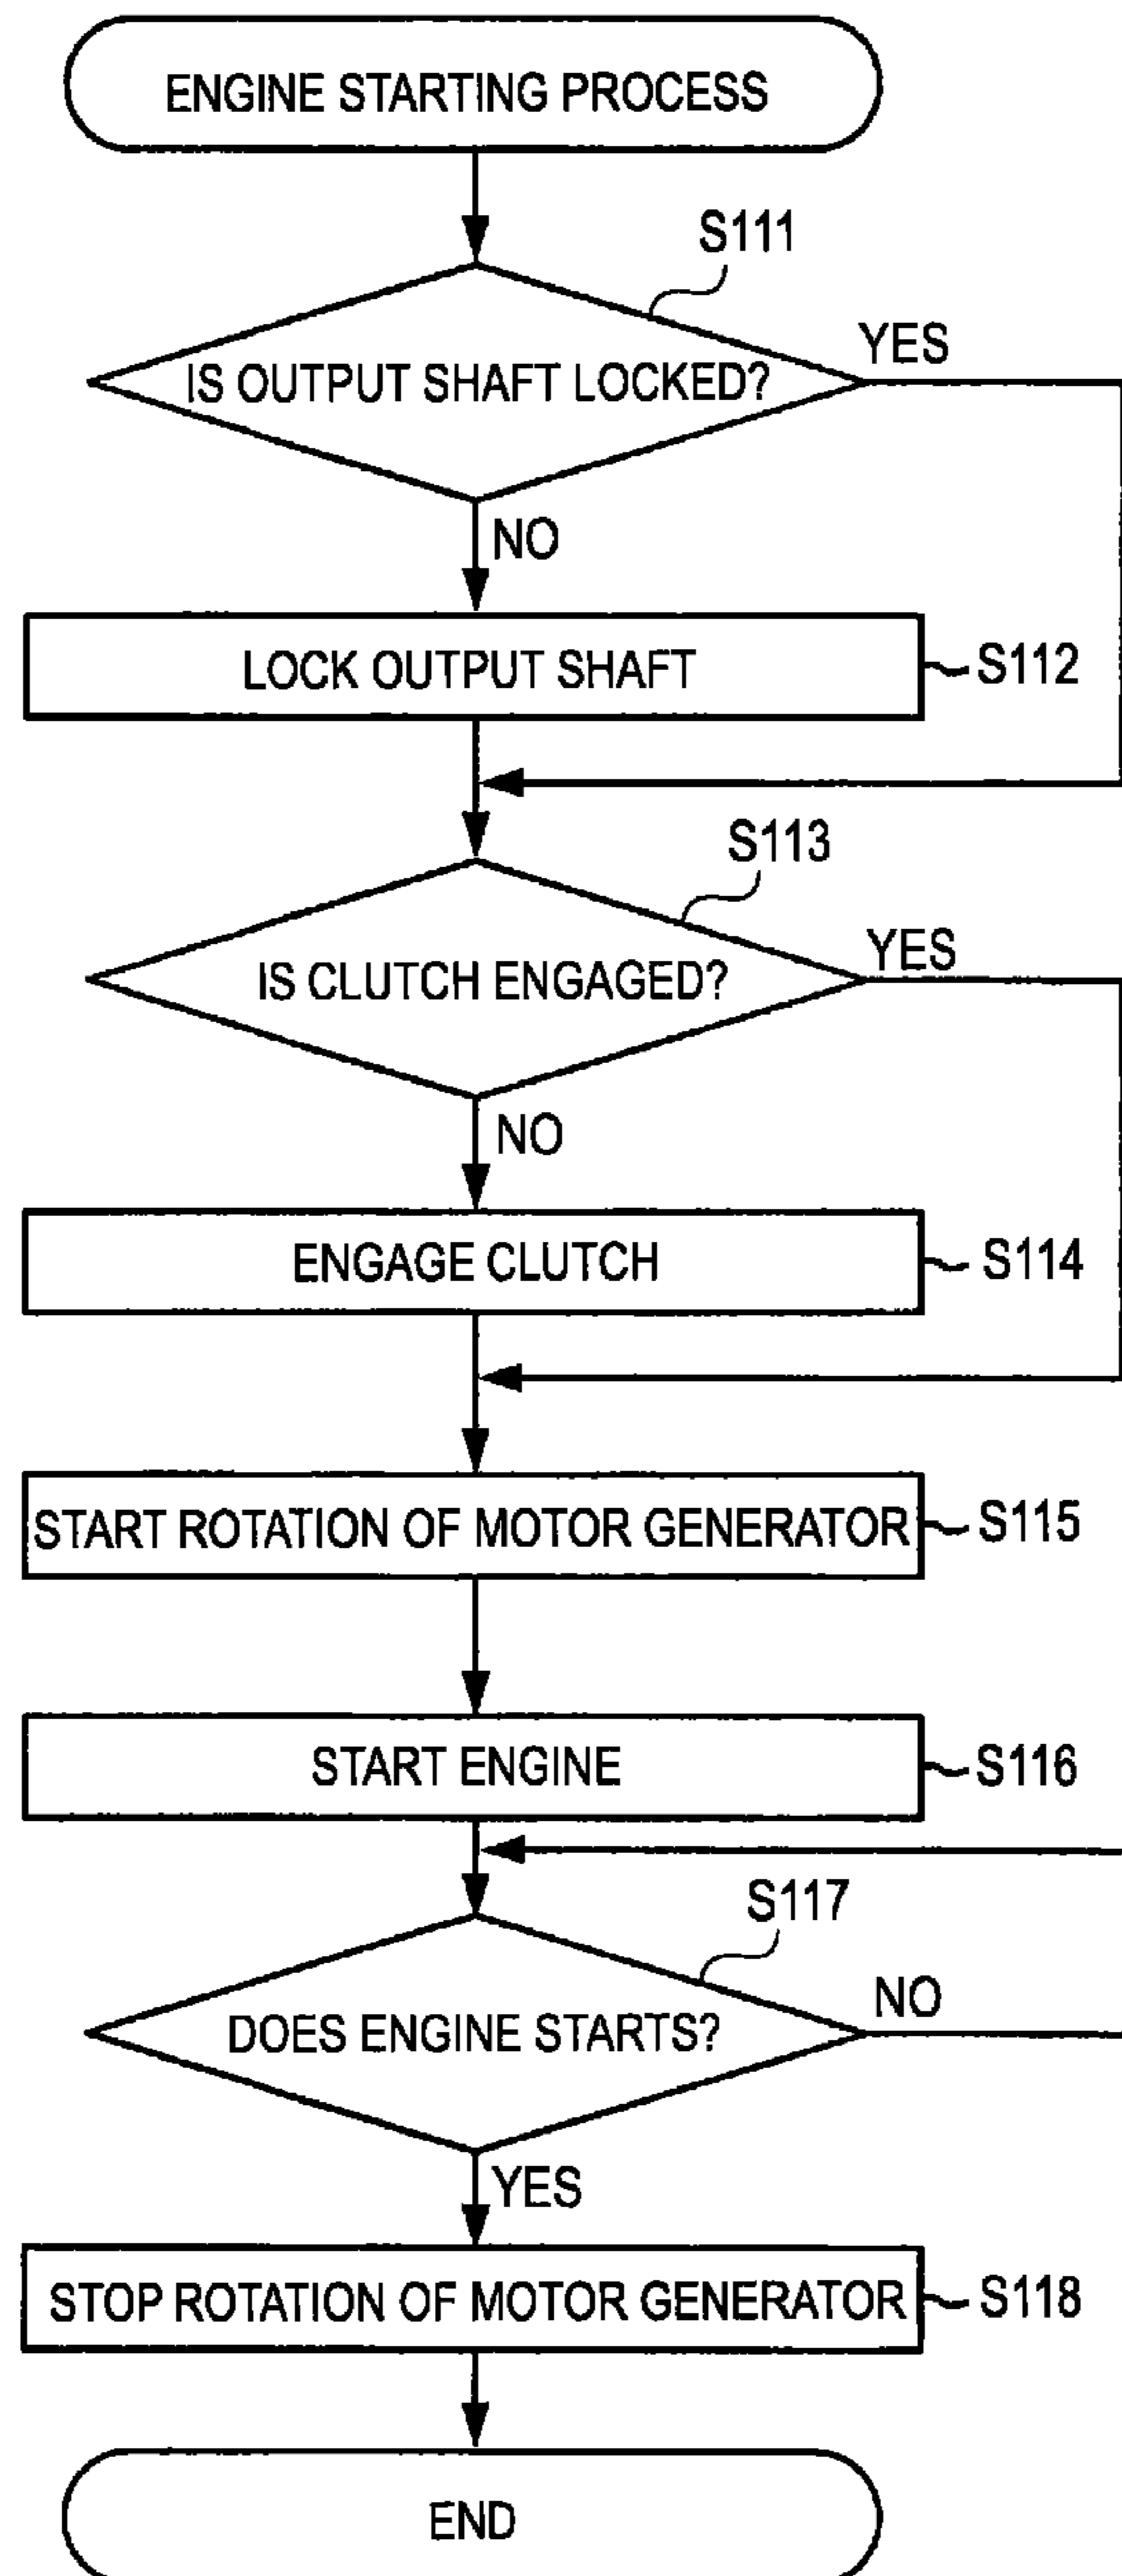 ENGINE STARTING PROCESS
S111
IS OUTPUT SHAFT LOCKED?
YES
NO
LOCK OUTPUT SHAFT
S112
S113
IS CLUTCH ENGAGED?
YES
NO
ENGAGE CLUTCH
S114
START ROTATION OF MOTOR GENERATOR
S115
START ENGINE
S116
S117
DOES ENGINE STARTS?
NO
YES
STOP ROTATION OF MOTOR GENERATOR
S118
END